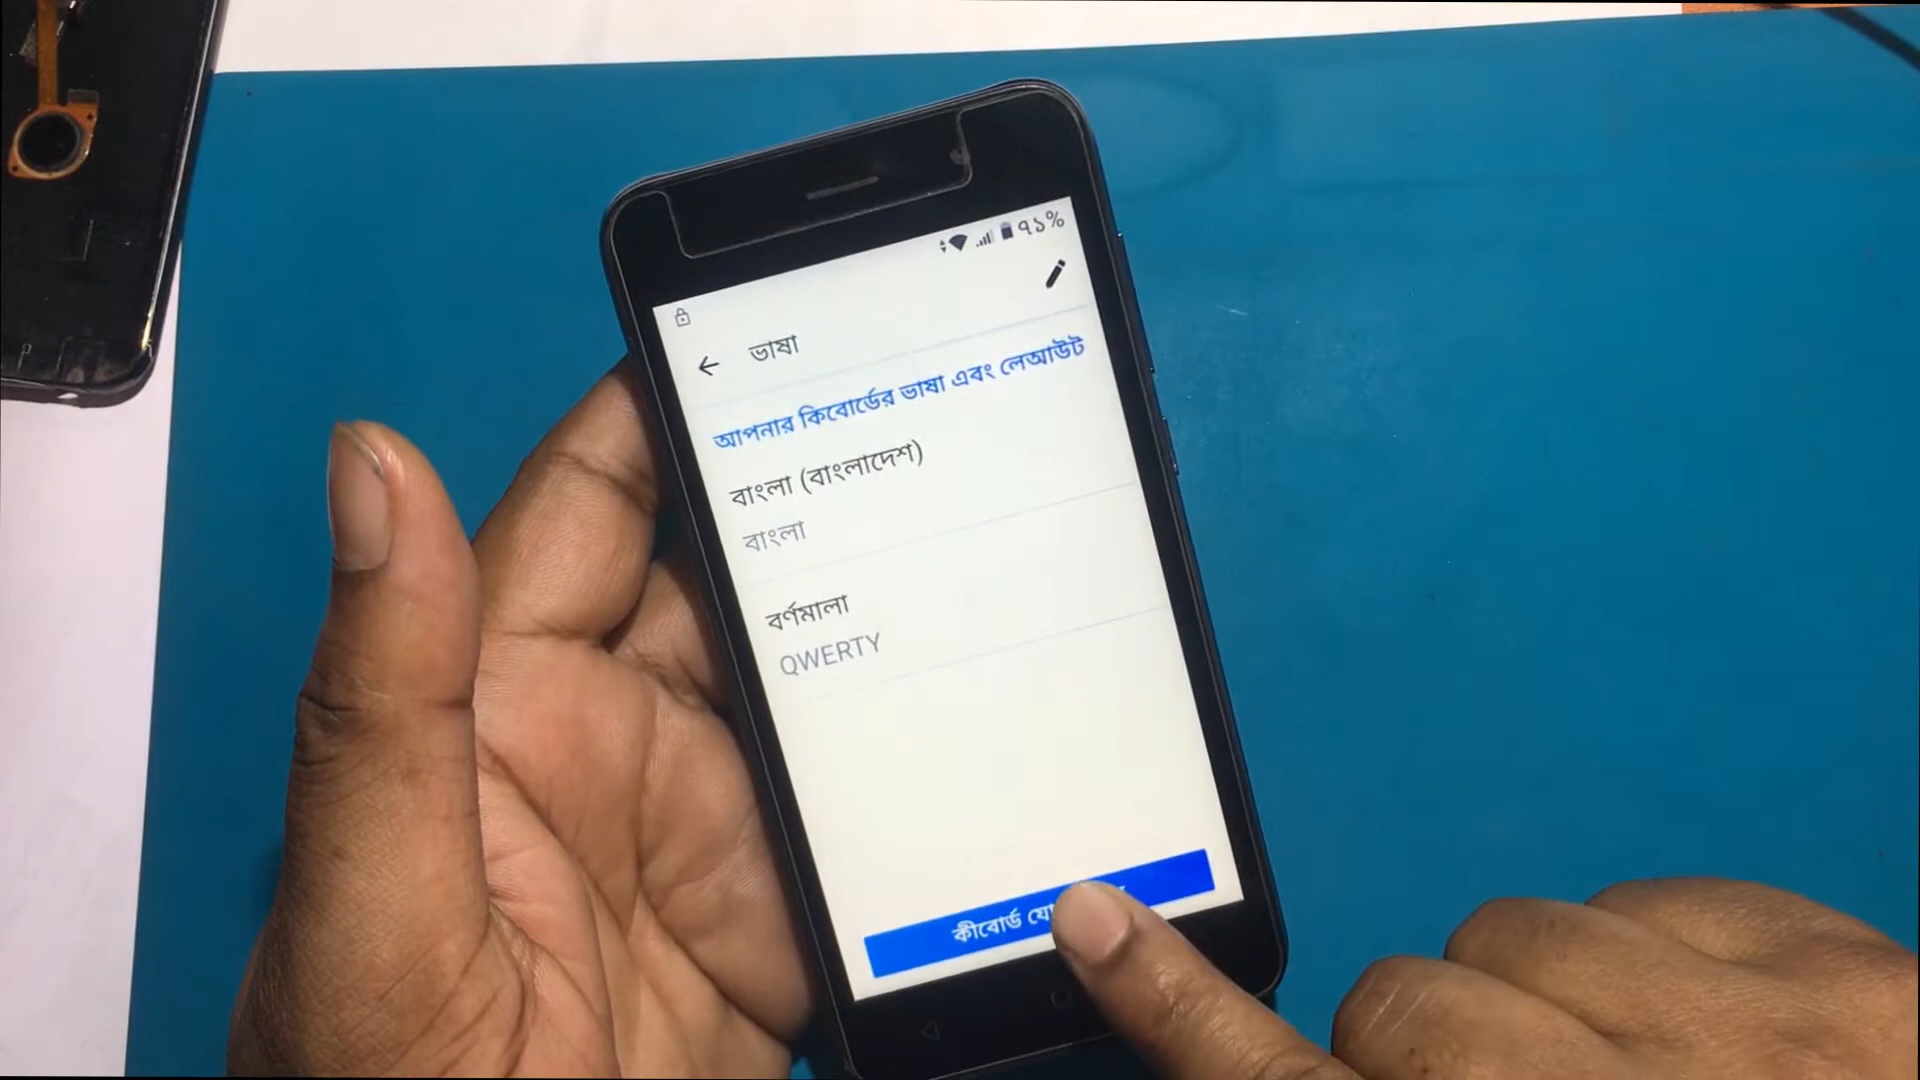 ৭১%
ভাষা
আপনার কিবোর্ডের ভাষা এবং লেআউট
বাংলা (বাংলাদেশ)
বাংলা
বর্ণমালা
QWERTY
কীবোর্ড